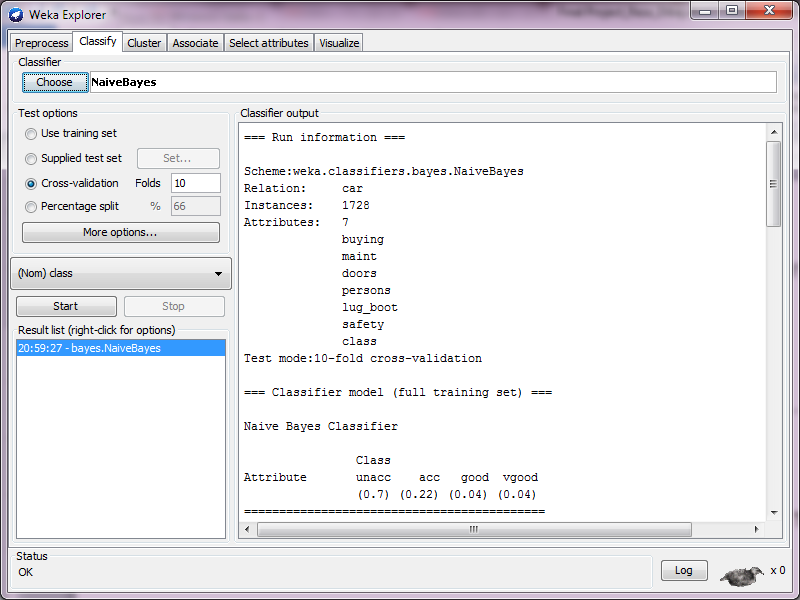 Weka Explorer
Preprocess Classify Cluster Associate Select attributes Visualize
Classifier
Choose NaiveBayes
Test options
Use training set
Supplied test set Set...
Cross-validation Folds 10
Percentage split % 66
More options...
(Nom) class
Start Stop
Result list (right-click for options)
20:59:27 - bayes.NaiveBayes
Classifier output
=== Run information ===
Scheme:weka.classifiers.bayes.NaiveBayes
Relation: car
Instances: 1728
Attributes: 7
buying
maint
doors
persons
lug_boot
safety
class
Test mode:10-fold cross-validation
=== Classifier model (full training set) ===
Naive Bayes Classifier
Class
Attribute unacc acc good vgood
(0.7) (0.22) (0.04) (0.04)
===========================================
Status
OK
Log x 0